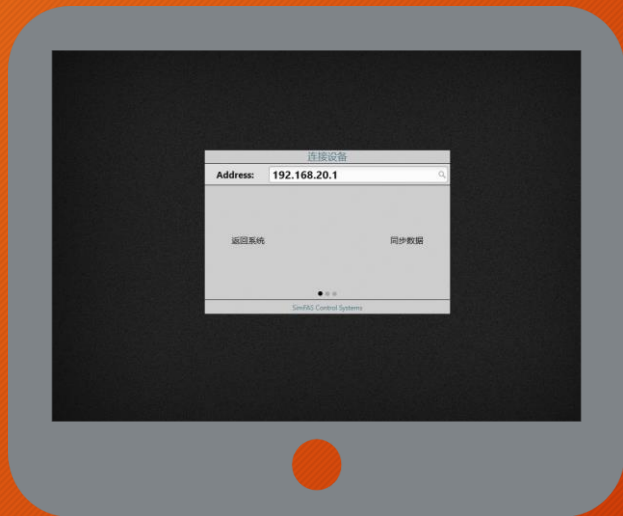 连接设备
Address: 192.168.20.1
返回系统 同步数据
SimFAS Control Systems